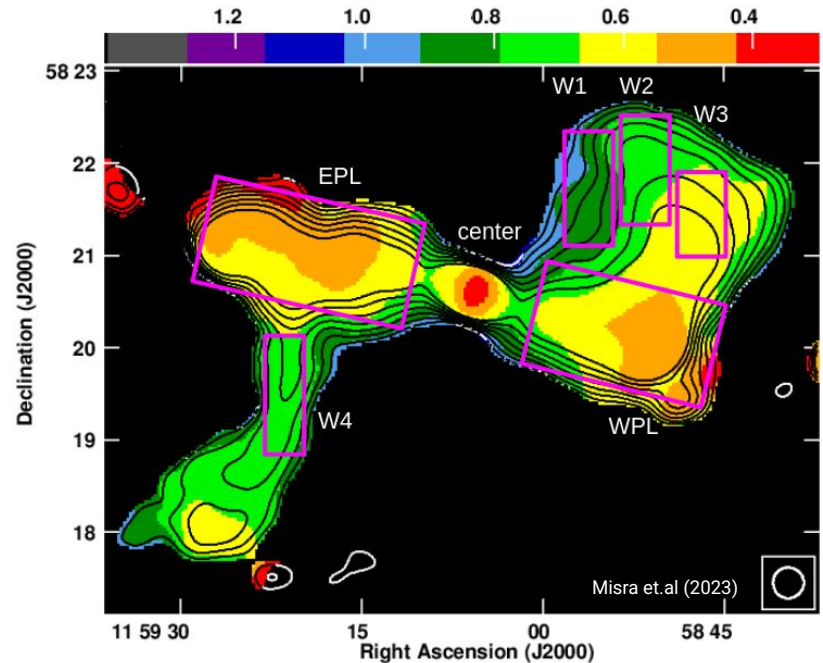 1.2 1.0 0.8 0.6 0.4
58 23
W1 W2
W3
22
EPL
21
center
20
Declination (J2000)
W4
WPL
19
18
Misra et.al (2023)
11 59 30 15 00 58 45
Right Ascension (J2000)